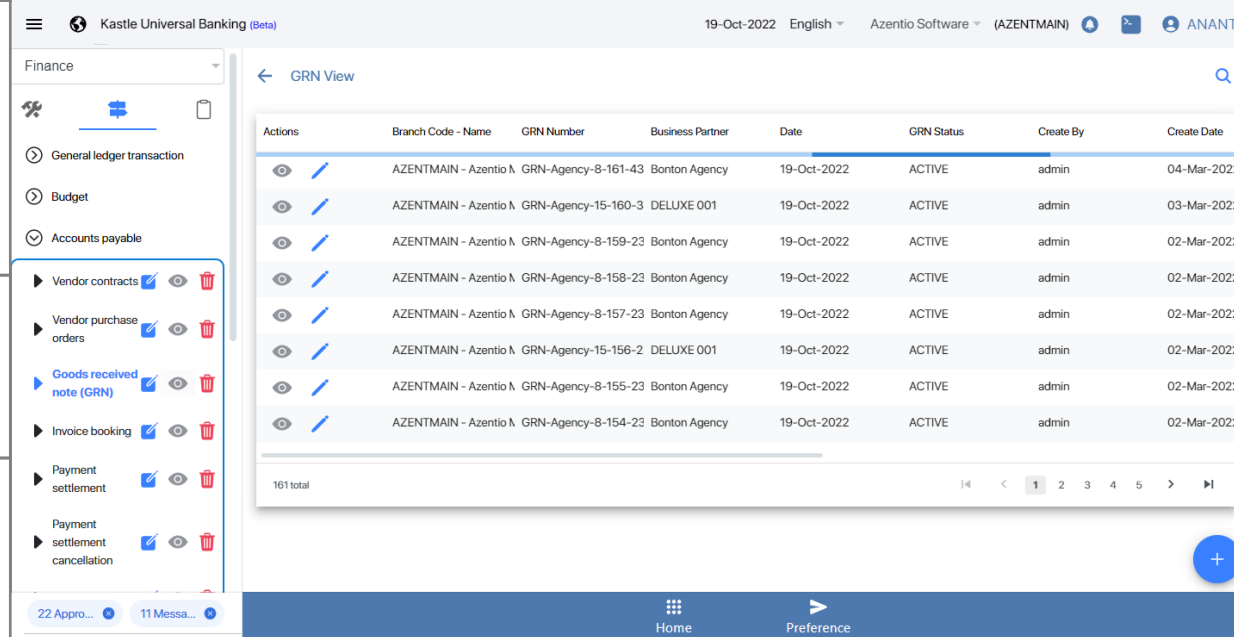 Kastle Universal Banking (Beta)
19-Oct-2022 English Azentio Software (AZENTMAIN) ANANT
Finance
General ledger transaction
Budget
Accounts payable
Vendor contracts
Vendor purchase
orders
Goods received
note (GRN)
Invoice booking
Payment
settlement
Payment
settlement
cancellation
22 Appro... 11 Messa...
GRN View
Actions Branch Code - Name GRN Number Business Partner Date GRN Status Create By Create Date
AZENTMAIN - Azentio M GRN-Agency-8-161-43 Bonton Agency 19-Oct-2022 ACTIVE admin 04-Mar-2022
AZENTMAIN - Azentio M GRN-Agency-15-160-3 DELUXE 001 19-Oct-2022 ACTIVE admin 03-Mar-2022
AZENTMAIN - Azentio M GRN-Agency-8-159-23 Bonton Agency 19-Oct-2022 ACTIVE admin 02-Mar-2022
AZENTMAIN - Azentio M GRN-Agency-8-158-23 Bonton Agency 19-Oct-2022 ACTIVE admin 02-Mar-2022
AZENTMAIN - Azentio M GRN-Agency-8-157-23 Bonton Agency 19-Oct-2022 ACTIVE admin 02-Mar-2022
AZENTMAIN - Azentio M GRN-Agency-15-156-2 DELUXE 001 19-Oct-2022 ACTIVE admin 02-Mar-2022
AZENTMAIN - Azentio M GRN-Agency-8-155-23 Bonton Agency 19-Oct-2022 ACTIVE admin 02-Mar-2022
AZENTMAIN - Azentio M GRN-Agency-8-154-23 Bonton Agency 19-Oct-2022 ACTIVE admin 02-Mar-2022
161 total 1 2 3 4 5
Home Preference